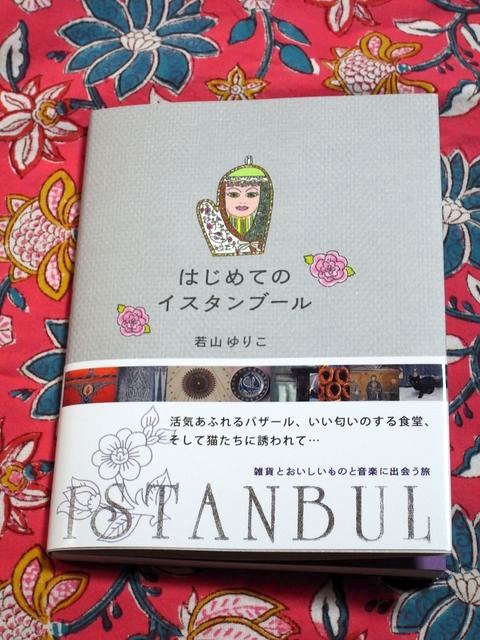 はじめての
イスタンブール
若山ゆりこ
活気あふれるバザール、いい匂いのする食堂、
そして猫たちに誘われて…
雑貨とおいしいものと音楽に出会う旅
ISTANBUL